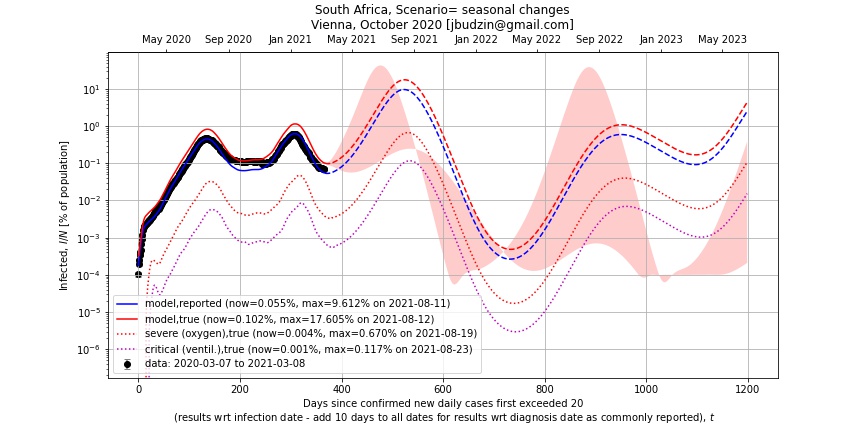 South Africa, Scenario= seasonal changes
Vienna, October 2020 [jbudzin@gmail.com]
May 2020 Sep 2020 Jan 2021 May 2021 Sep 2021 Jan 2022 May 2022 Sep 2022 Jan 2023 May 2023
Infected, I/N [% of population]
10¹
10⁰
10⁻¹
10⁻²
10⁻³
10⁻⁴
10⁻⁵
10⁻⁶
model,reported (now=0.055%, max=9.612% on 2021-08-11)
model,true (now=0.102%, max=17.605% on 2021-08-12)
severe (oxygen),true (now=0.004%, max=0.670% on 2021-08-19)
critical (ventil.),true (now=0.001%, max=0.117% on 2021-08-23)
data: 2020-03-07 to 2021-03-08
0 200 400 600 800 1000 1200
Days since confirmed new daily cases first exceeded 20
(results wrt infection date - add 10 days to all dates for results wrt diagnosis date as commonly reported), t